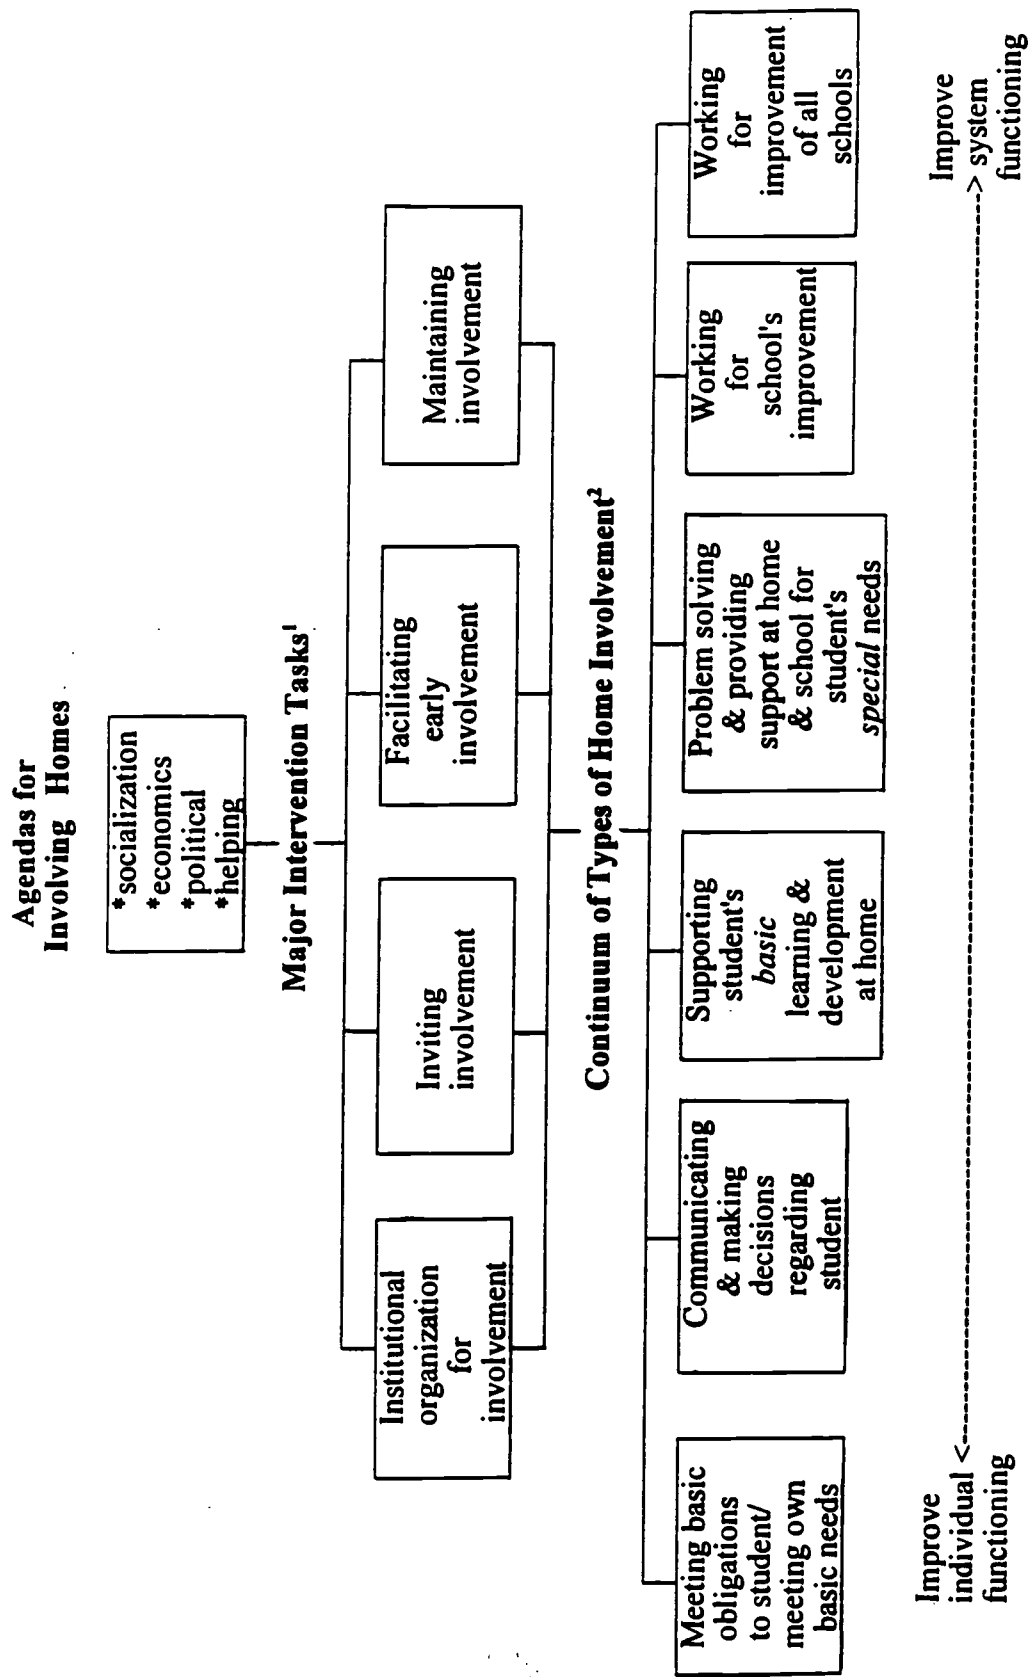 Agendas for
Involving Homes
*socialization
*economics
*political
*helping
Major Intervention Tasks¹
Institutional
organization
for
involvement
Inviting
involvement
Facilitating
early
involvement
Maintaining
involvement
Continuum of Types of Home Involvement²
Meeting basic
obligations
to student/
meeting own
basic needs
Communicating
& making
decisions
regarding
student
Supporting
student's
basic
learning &
development
at home
Problem solving
& providing
support at home
& school for
student's
special needs
Working
for
school's
improvement
Working
for
improvement
of all
schools
Improve
individual
functioning
<-------------------------------------------------->
Improve
system
functioning